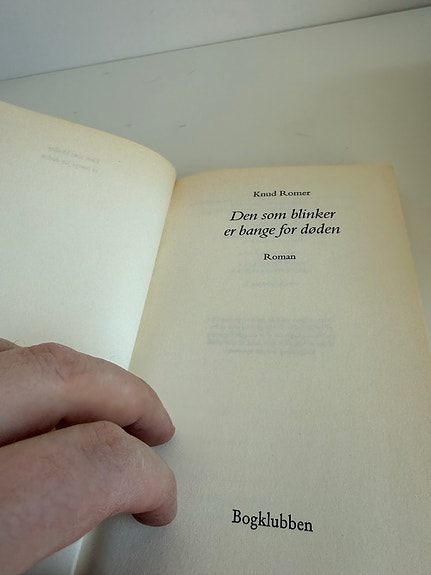 Knud Romer
Den som blinker
er bange for døden
Roman
Bogklubben